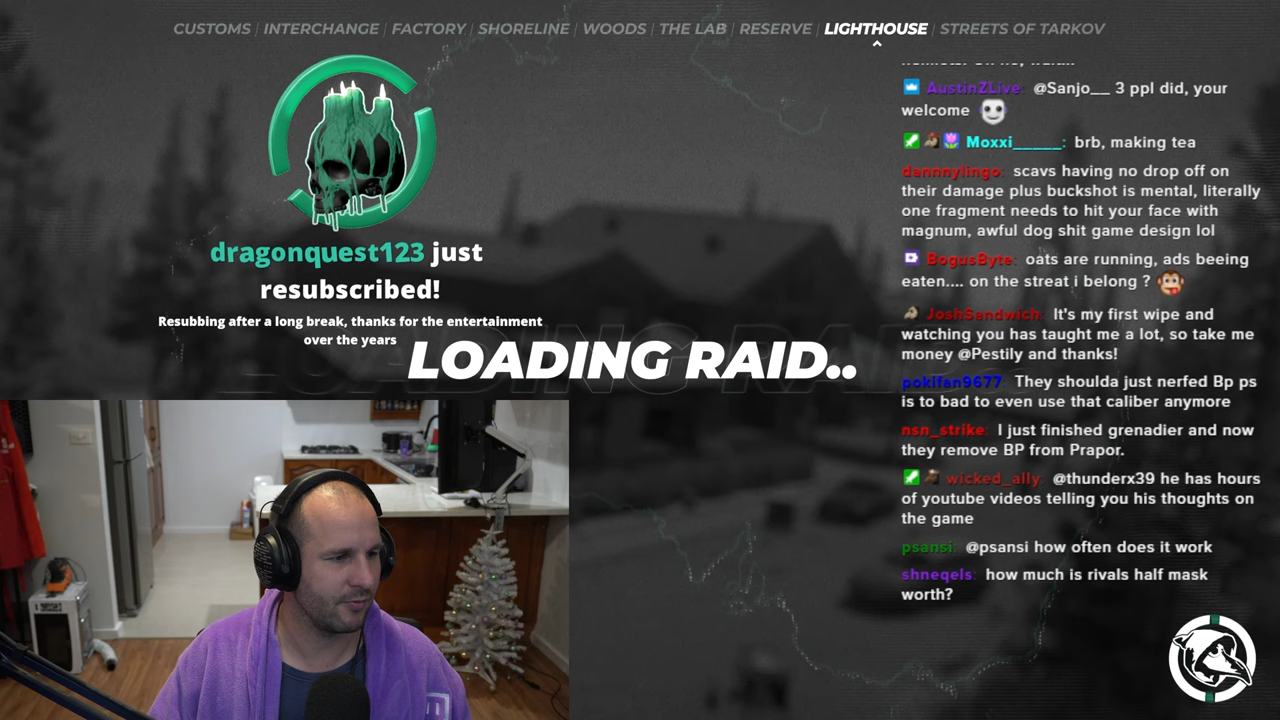 CUSTOMS / INTERCHANGE / FACTORY / SHORELINE / WOODS / THE LAB / RESERVE / LIGHTHOUSE / STREETS OF TARKOV
dragonquest123 just
resubscribed!
Resubbing after a long break, thanks for the entertainment
over the years
LOADING RAID..
AustinZLive: @Sanjo__ 3 ppl did, your
welcome
Moxxi_____: brb, making tea
dannnylingo: scavs having no drop off on
their damage plus buckshot is mental, literally
one fragment needs to hit your face with
magnum, awful dog shit game design lol
BogusByte: oats are running, ads beeing
eaten.... on the streat i belong ?
JoshSandwich: It's my first wipe and
watching you has taught me a lot, so take me
money @Pestily and thanks!
pokifan9677: They shoulda just nerfed Bp ps
is to bad to even use that caliber anymore
nsn_strike: I just finished grenadier and now
they remove BP from Prapor.
wicked_ally: @thunderx39 he has hours
of youtube videos telling you his thoughts on
the game
psansi: @psansi how often does it work
shneqels: how much is rivals half mask
worth?